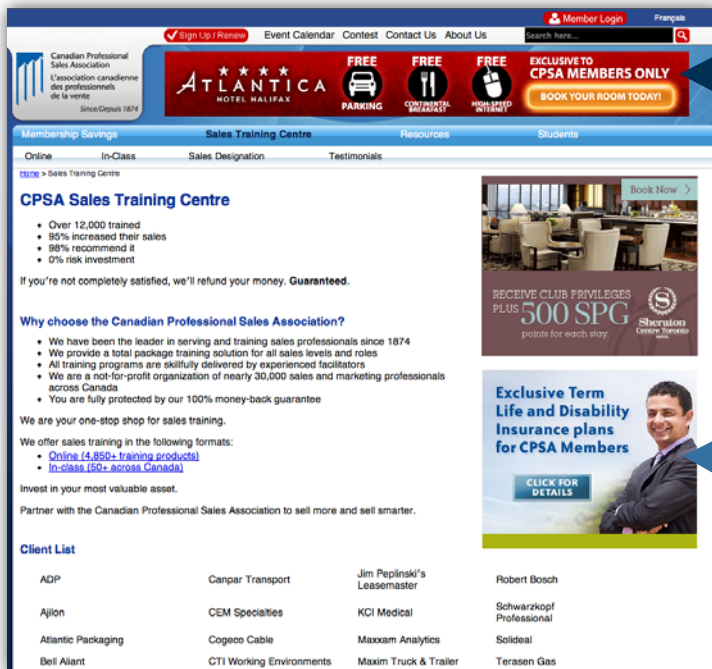 Member Login Français
Sign Up / Renew Event Calendar Contest Contact Us About Us Search here...
Canadian Professional
Sales Association
L'association canadienne
des professionnels
de la vente
Since/Depuis 1874
ATLANTICA
HOTEL HALIFAX
FREE
PARKING
FREE
CONTINENTAL
BREAKFAST
FREE
HIGH-SPEED
INTERNET
EXCLUSIVE TO
CPSA MEMBERS ONLY
BOOK YOUR ROOM TODAY!
Membership Savings Sales Training Centre Resources Students
Online In-Class Sales Designation Testimonials
Home > Sales Training Centre
CPSA Sales Training Centre
• Over 12,000 trained
• 95% increased their sales
• 98% recommend it
• 0% risk investment
If you're not completely satisfied, we'll refund your money. Guaranteed.
Why choose the Canadian Professional Sales Association?
• We have been the leader in serving and training sales professionals since 1874
• We provide a total package training solution for all sales levels and roles
• All training programs are skillfully delivered by experienced facilitators
• We are a not-for-profit organization of nearly 30,000 sales and marketing professionals
across Canada
• You are fully protected by our 100% money-back guarantee
We are your one-stop shop for sales training.
We offer sales training in the following formats:
• Online (4,850+ training products)
• In-class (50+ across Canada)
Invest in your most valuable asset.
Partner with the Canadian Professional Sales Association to sell more and sell smarter.
Book Now >
RECEIVE CLUB PRIVILEGES
PLUS 500 SPG
points for each stay
Sheraton
Centre Toronto
HOTEL
Exclusive Term
Life and Disability
Insurance plans
for CPSA Members
CLICK FOR
DETAILS
Client List
ADP Canpar Transport Jim Peplinski's Leasemaster Robert Bosch
Ajilon CEM Specialties KCI Medical Schwarzkopf Professional
Atlantic Packaging Cogeco Cable Maxxam Analytics Solideal
Bell Aliant CTI Working Environments Maxim Truck & Trailer Terasen Gas